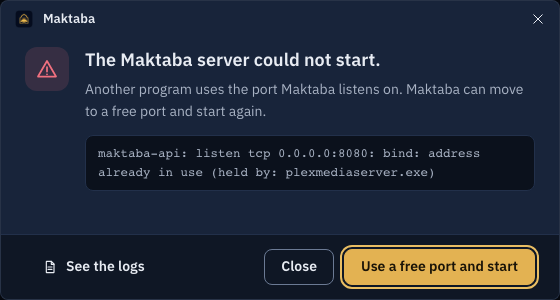 Maktaba
The Maktaba server could not start.
Another program uses the port Maktaba listens on. Maktaba can move
to a free port and start again.
maktaba-api: listen tcp 0.0.0.0:8080: bind: address
already in use (held by: plexmediaserver.exe)
See the logs
Close
Use a free port and start